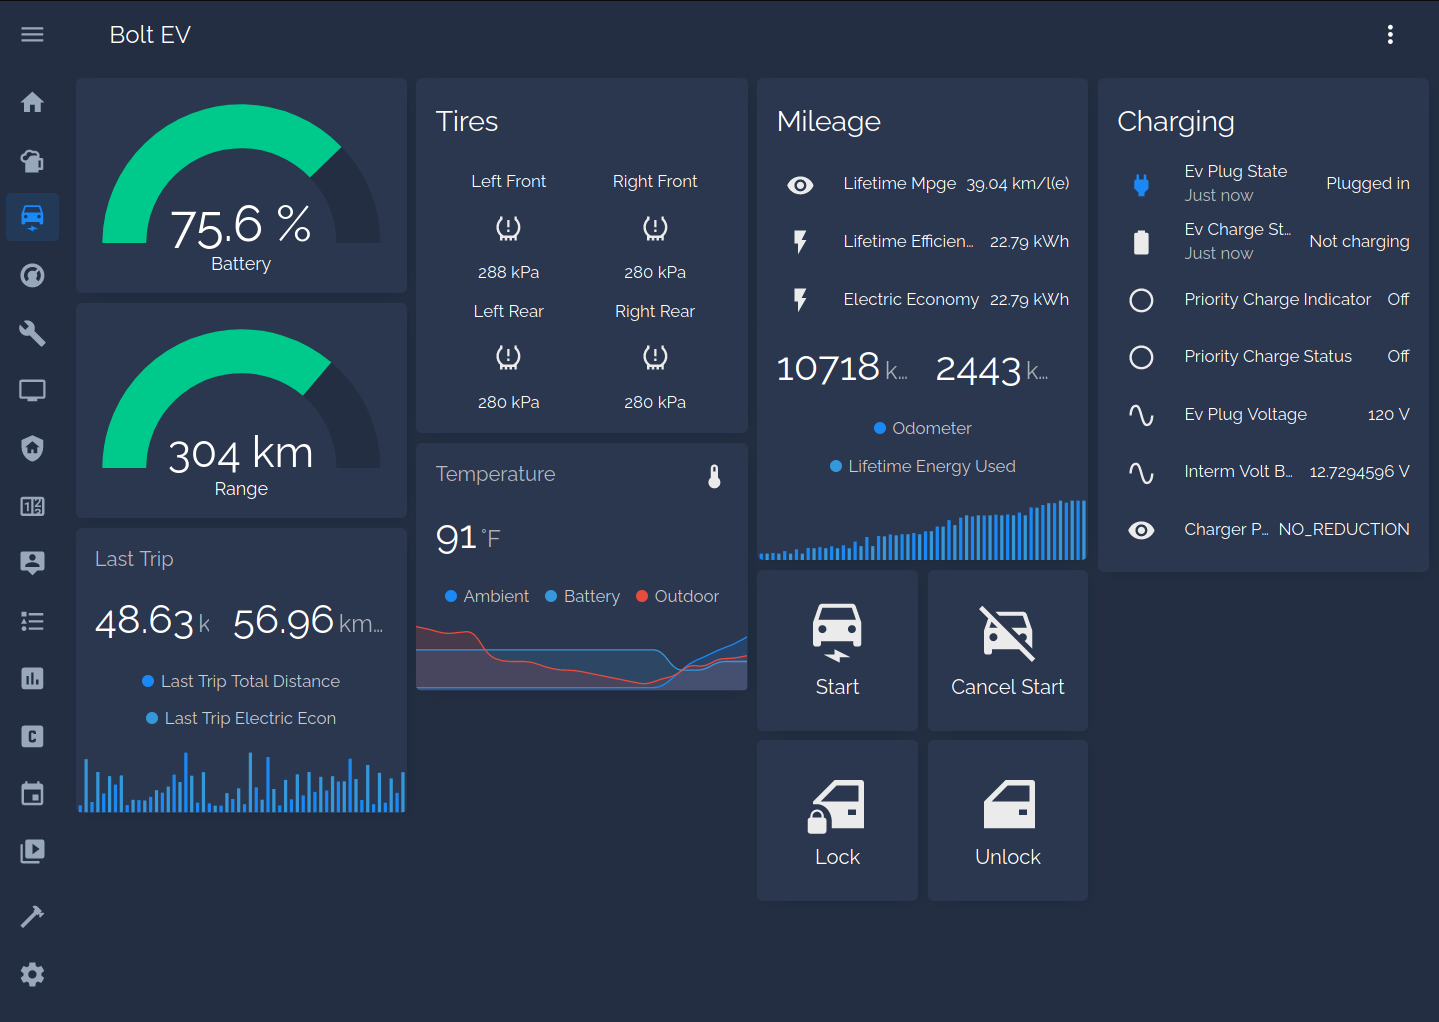 Bolt EV
75.6 %
Battery
304 km
Range
Last Trip
48.63 k 56.96 km...
Last Trip Total Distance
Last Trip Electric Econ
Tires
Left Front Right Front
288 kPa 280 kPa
Left Rear Right Rear
280 kPa 280 kPa
Temperature
91 °F
Ambient Battery Outdoor
Mileage
Lifetime Mpge 39.04 km/l(e)
Lifetime Efficien... 22.79 kWh
Electric Economy 22.79 kWh
10718 k... 2443 k...
Odometer
Lifetime Energy Used
Start Cancel Start
Lock Unlock
Charging
Ev Plug State Plugged in
Just now
Ev Charge St... Not charging
Just now
Priority Charge Indicator Off
Priority Charge Status Off
Ev Plug Voltage 120 V
Interm Volt B... 12.7294596 V
Charger P... NO_REDUCTION
C